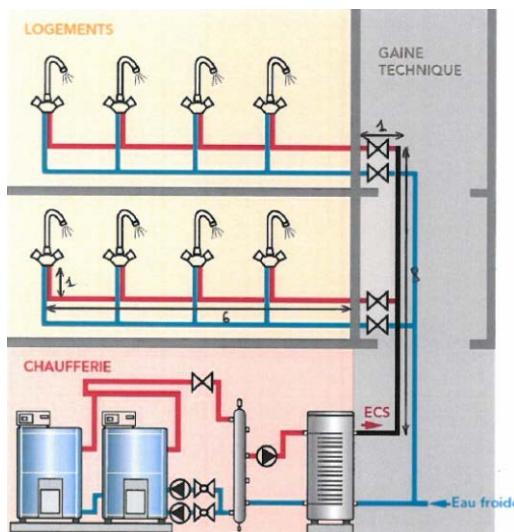 LOGEMENTS
GAINE
TECHNIQUE
1
8
1
6
CHAUFFERIE
ECS
Eau froide